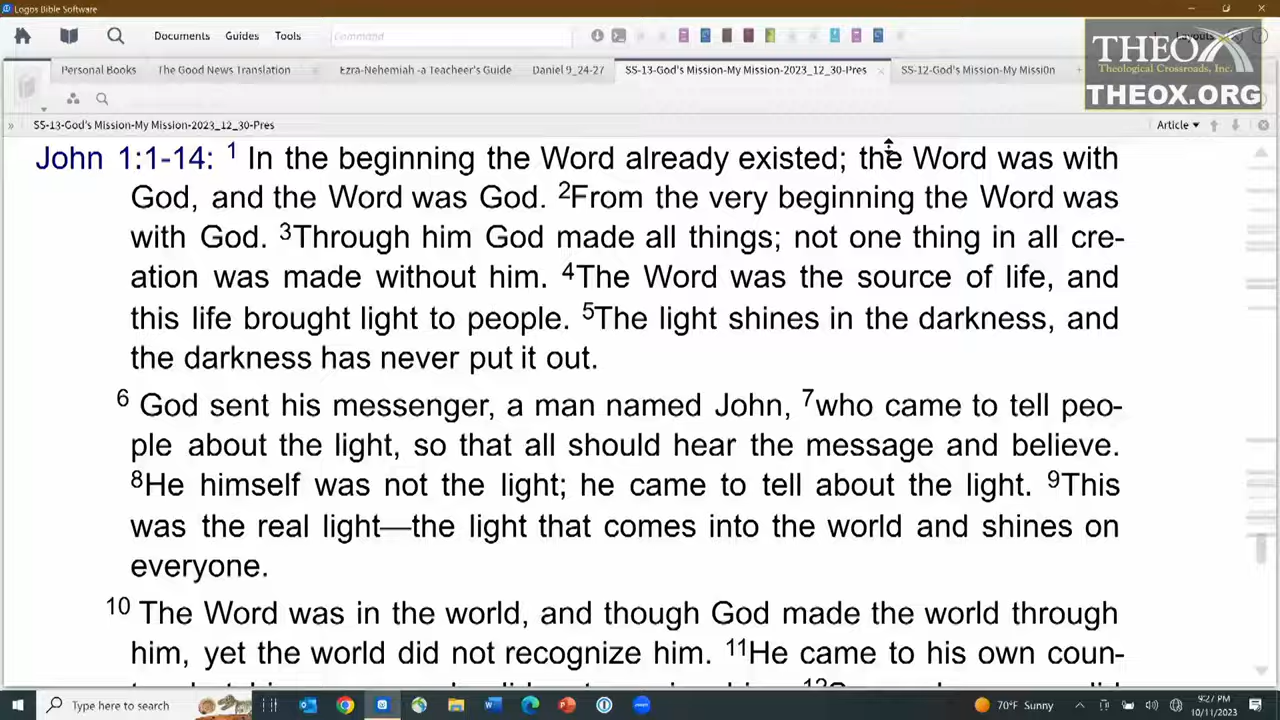 Logos Bible Software
Documents Guides Tools Command
THEOX
Theological Crossroads, Inc.
THEOX.ORG
Personal Books The Good News Translation Ezra-Nehemiah Guide Daniel 9_24-27 SS-13-God's Mission-My Mission-2023_12_30-Pres SS-12-God's Mission-My Missi0n
SS-13-God's Mission-My Mission-2023_12_30-Pres Article
John 1:1-14: 1 In the beginning the Word already existed; the Word was with
God, and the Word was God. 2From the very beginning the Word was
with God. 3Through him God made all things; not one thing in all cre-
ation was made without him. 4The Word was the source of life, and
this life brought light to people. 5The light shines in the darkness, and
the darkness has never put it out.
6 God sent his messenger, a man named John, 7who came to tell peo-
ple about the light, so that all should hear the message and believe.
8He himself was not the light; he came to tell about the light. 9This
was the real light—the light that comes into the world and shines on
everyone.
10 The Word was in the world, and though God made the world through
him, yet the world did not recognize him. 11He came to his own coun-
Type here to search 70°F Sunny 9:27 PM
10/11/2023